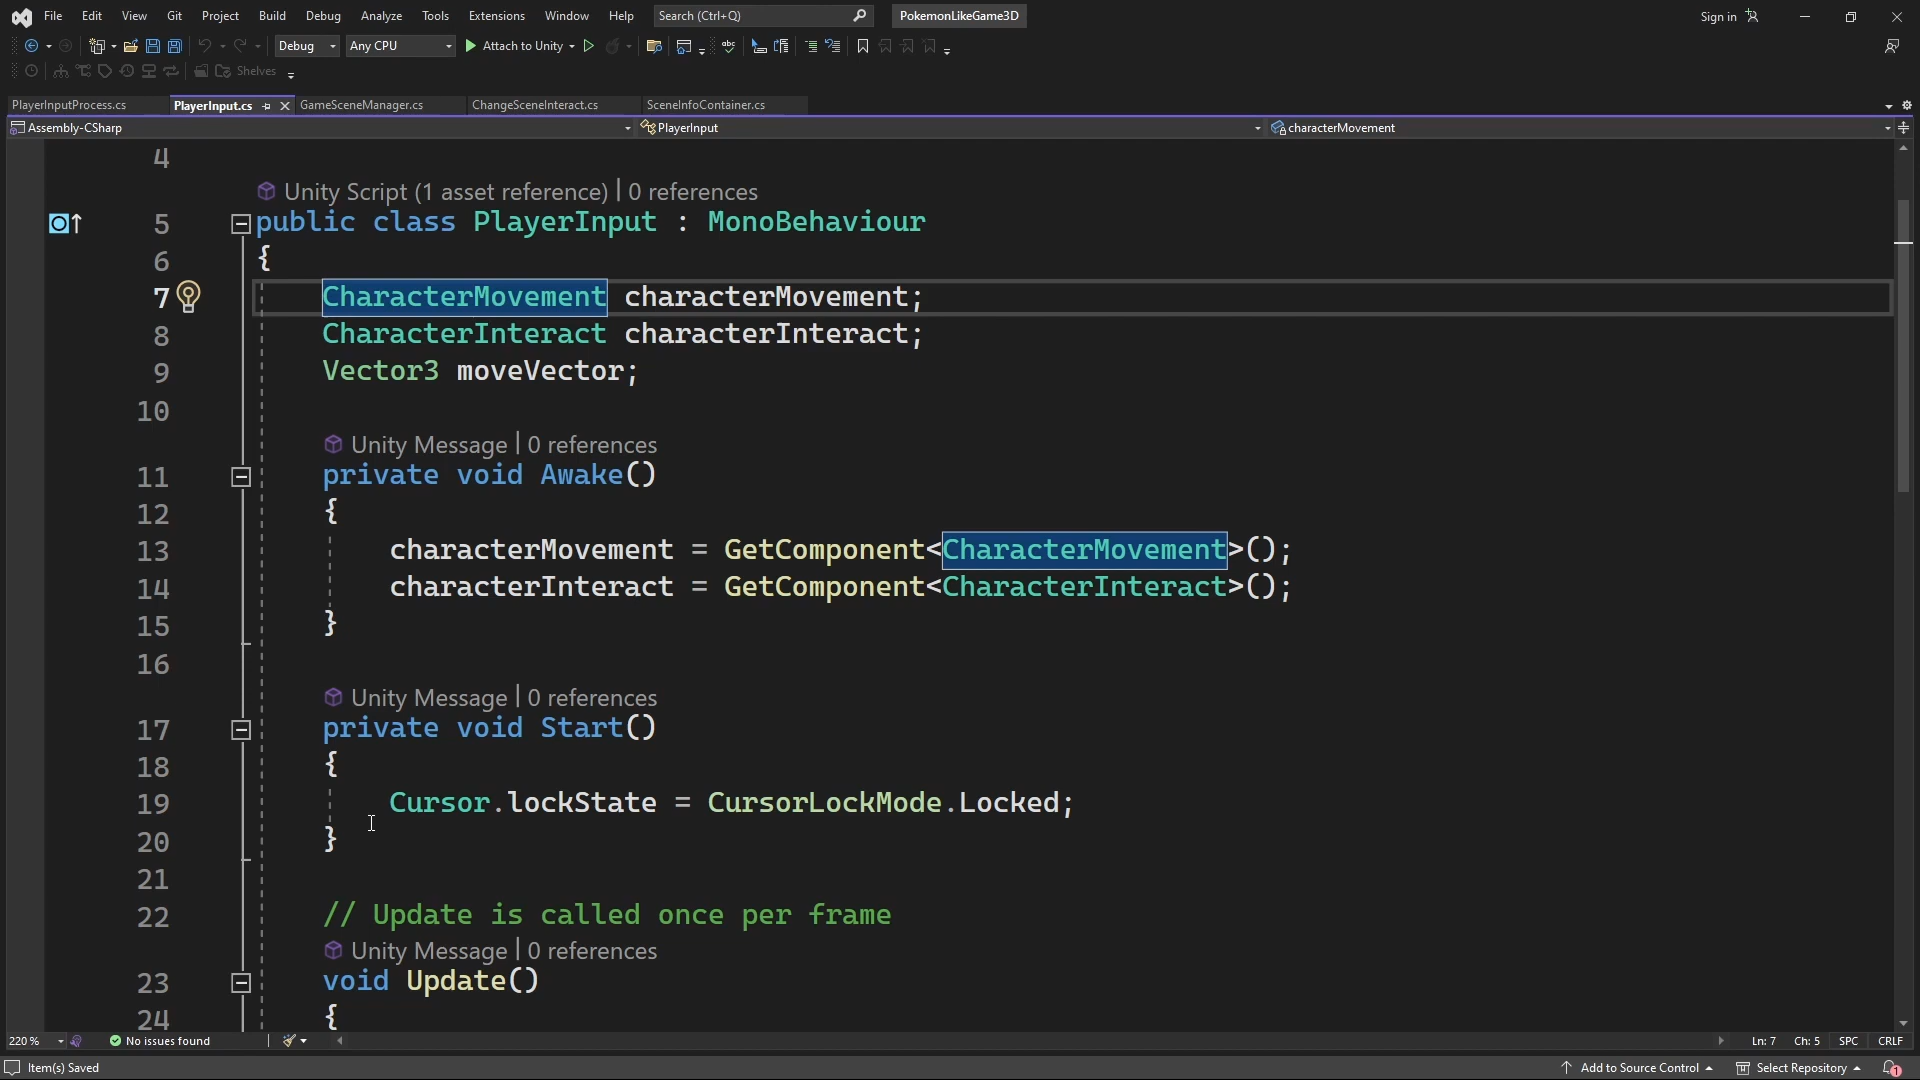 File Edit View Git Project Build Debug Analyze Tools Extensions Window Help Search (Ctrl+Q) PokemonLikeGame3D Sign in
Debug Any CPU Attach to Unity
Shelves
PlayerInputProcess.cs PlayerInput.cs GameSceneManager.cs ChangeSceneInteract.cs SceneInfoContainer.cs
Assembly-CSharp PlayerInput characterMovement
4
Unity Script (1 asset reference) | 0 references
5 public class PlayerInput : MonoBehaviour
6 {
7 CharacterMovement characterMovement;
8 CharacterInteract characterInteract;
9 Vector3 moveVector;
10
Unity Message | 0 references
11 private void Awake()
12 {
13 characterMovement = GetComponent<CharacterMovement>();
14 characterInteract = GetComponent<CharacterInteract>();
15 }
16
Unity Message | 0 references
17 private void Start()
18 {
19 Cursor.lockState = CursorLockMode.Locked;
20 }
21
22 // Update is called once per frame
Unity Message | 0 references
23 void Update()
24 {
220 % No issues found Ln: 7 Ch: 5 SPC CRLF
Item(s) Saved Add to Source Control Select Repository 1